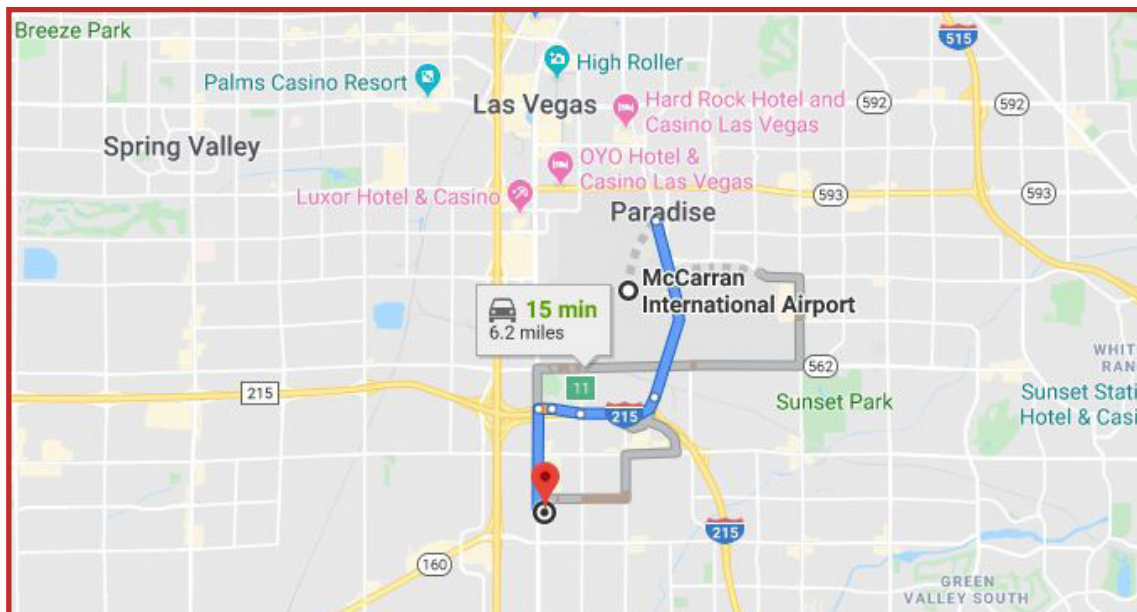 Breeze Park
515
High Roller
Palms Casino Resort
Las Vegas
Hard Rock Hotel and
Casino Las Vegas
592
592
Spring Valley
OYO Hotel &
Casino Las Vegas
Luxor Hotel & Casino
593
593
Paradise
McCarran
International Airport
15 min
6.2 miles
562
WHIT
RAN
11
215
215
Sunset Park
Sunset Stati
Hotel & Casi
215
160
GREEN
VALLEY SOUTH